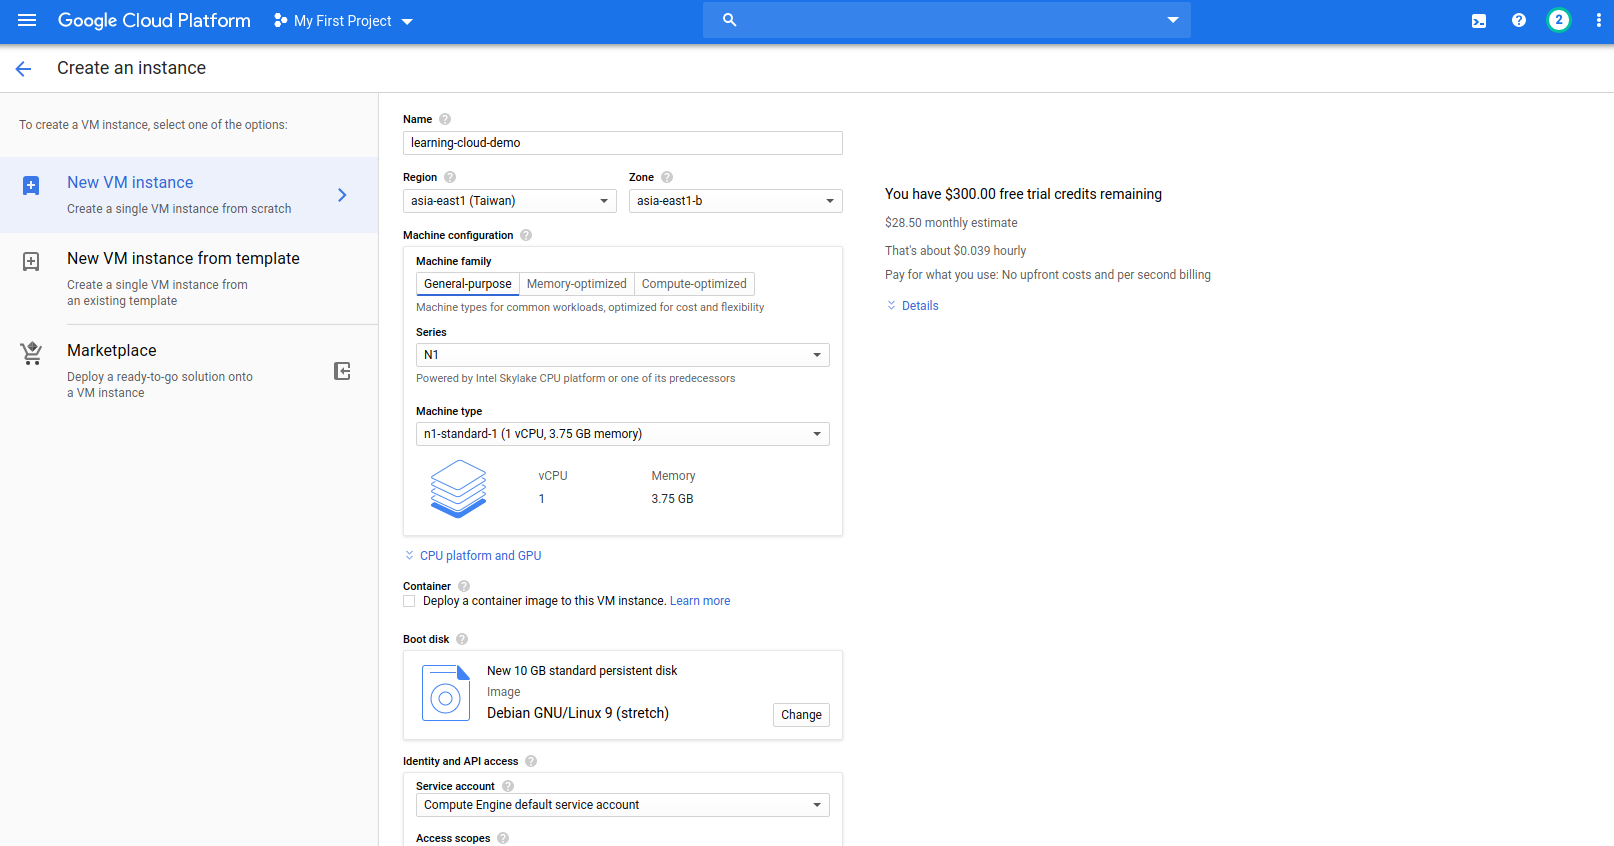 Google Cloud Platform
My First Project
2
Create an instance
To create a VM instance, select one of the options:
New VM instance
Create a single VM instance from scratch
New VM instance from template
Create a single VM instance from
an existing template
Marketplace
Deploy a ready-to-go solution onto
a VM instance
Name
learning-cloud-demo
Region
Zone
asia-east1 (Taiwan)
asia-east1-b
Machine configuration
Machine family
General-purpose
Memory-optimized
Compute-optimized
Machine types for common workloads, optimized for cost and flexibility
Series
N1
Powered by Intel Skylake CPU platform or one of its predecessors
Machine type
n1-standard-1 (1 vCPU, 3.75 GB memory)
vCPU
Memory
1
3.75 GB
CPU platform and GPU
Container
Deploy a container image to this VM instance. Learn more
Boot disk
New 10 GB standard persistent disk
Image
Debian GNU/Linux 9 (stretch)
Change
Identity and API access
Service account
Compute Engine default service account
Access scopes
You have $300.00 free trial credits remaining
$28.50 monthly estimate
That's about $0.039 hourly
Pay for what you use: No upfront costs and per second billing
Details